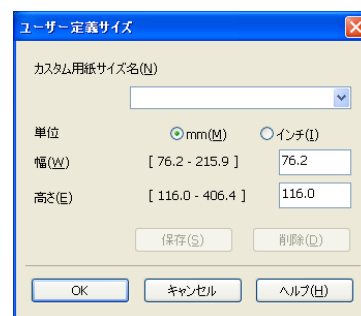 ユーザー定義サイズ
カスタム用紙サイズ名(N)
単位 mm(M) インチ(I)
幅(W) [ 76.2 - 215.9 ] 76.2
高さ(E) [ 116.0 - 406.4 ] 116.0
保存(S) 削除(D)
OK キャンセル ヘルプ(H)